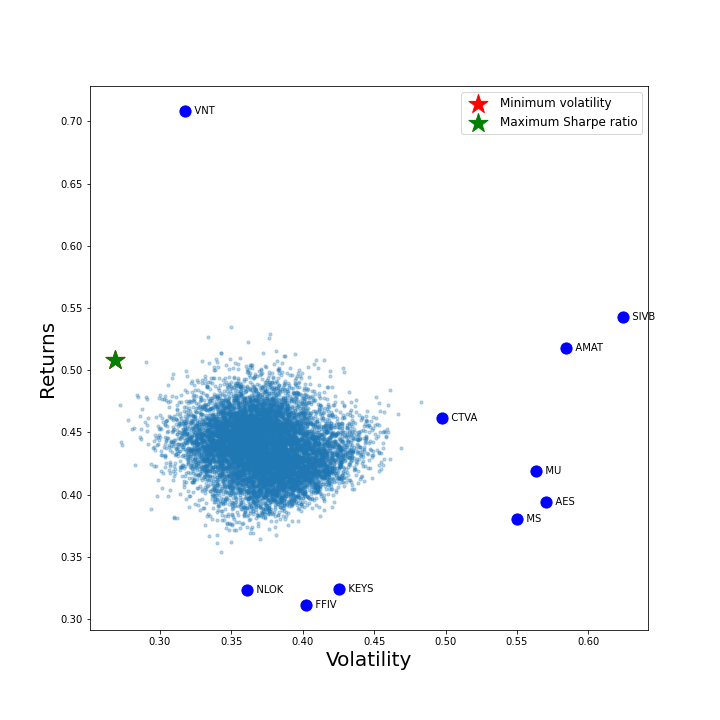 Minimum volatility
Maximum Sharpe ratio
VNT
SIVB
AMAT
CTVA
MU
AES
MS
NLOK
KEYS
FFIV
0.70
0.65
0.60
0.55
0.50
0.45
0.40
0.35
0.30
Returns
0.30 0.35 0.40 0.45 0.50 0.55 0.60
Volatility